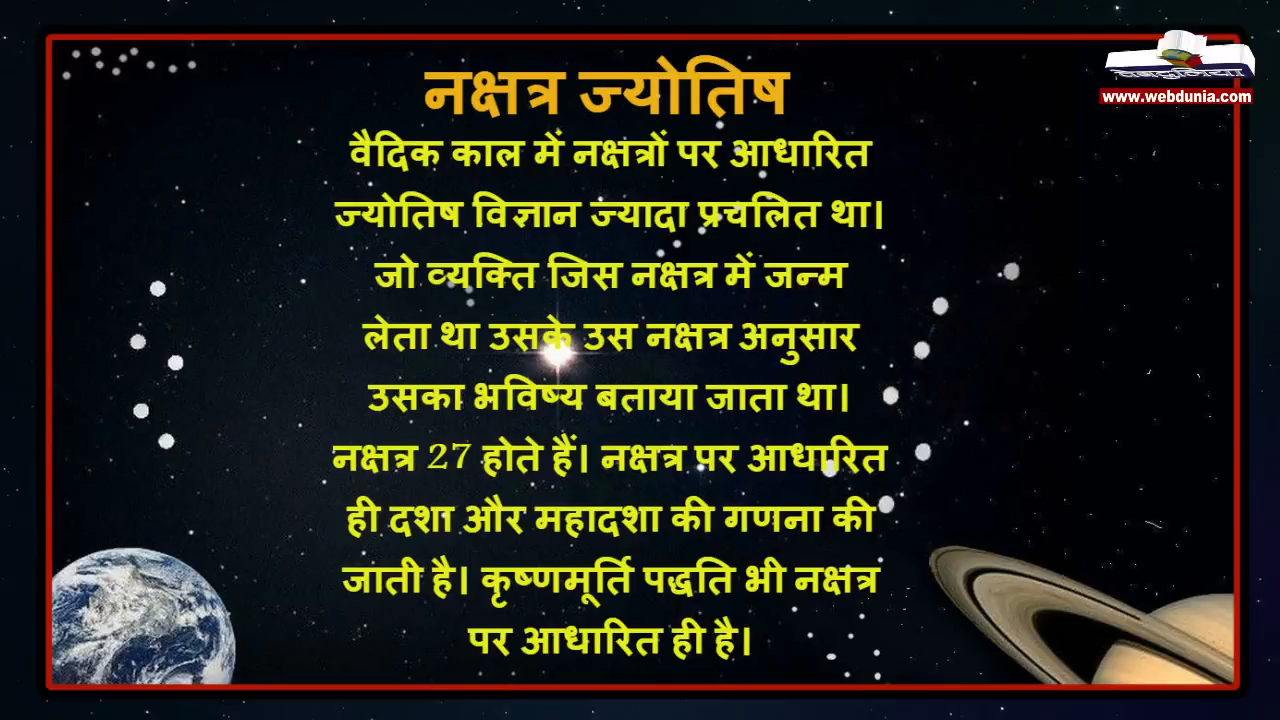 नक्षत्र ज्योतिष
वैदिक काल में नक्षत्रों पर आधारित
ज्योतिष विज्ञान ज्यादा प्रचलित था।
जो व्यक्ति जिस नक्षत्र में जन्म
लेता था उसके उस नक्षत्र अनुसार
उसका भविष्य बताया जाता था।
नक्षत्र 27 होते हैं। नक्षत्र पर आधारित
ही दशा और महादशा की गणना की
जाती है। कृष्णमूर्ति पद्धति भी नक्षत्र
पर आधारित ही है।
वेबदुनिया
www.webdunia.com